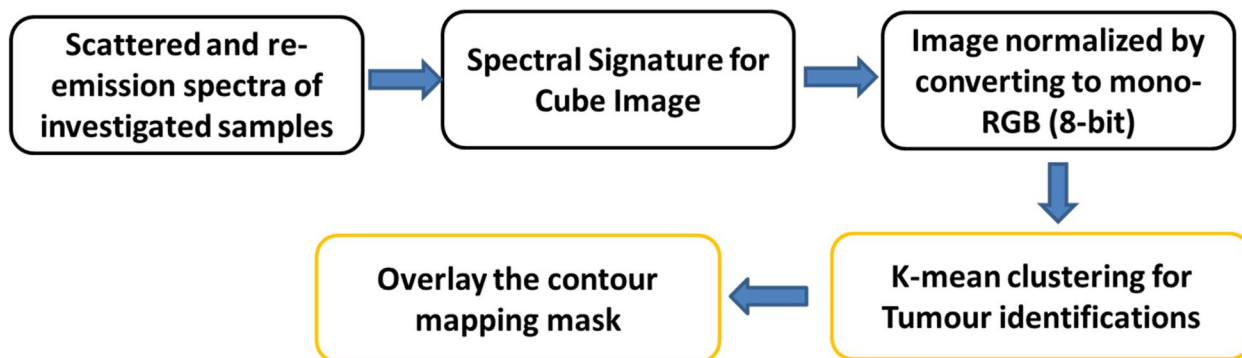 Scattered and re-
emission spectra of
investigated samples
Spectral Signature for
Cube Image
Image normalized by
converting to mono-
RGB (8-bit)
K-mean clustering for
Tumour identifications
Overlay the contour
mapping mask